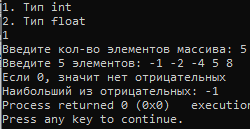 1. Тип int
2. Тип float
1
Введите кол-во элементов массива: 5
Введите 5 элементов: -1 -2 -4 5 8
Если 0, значит нет отрицательных
Наибольший из отрицательных: -1
Process returned 0 (0x0)   execution
Press any key to continue.